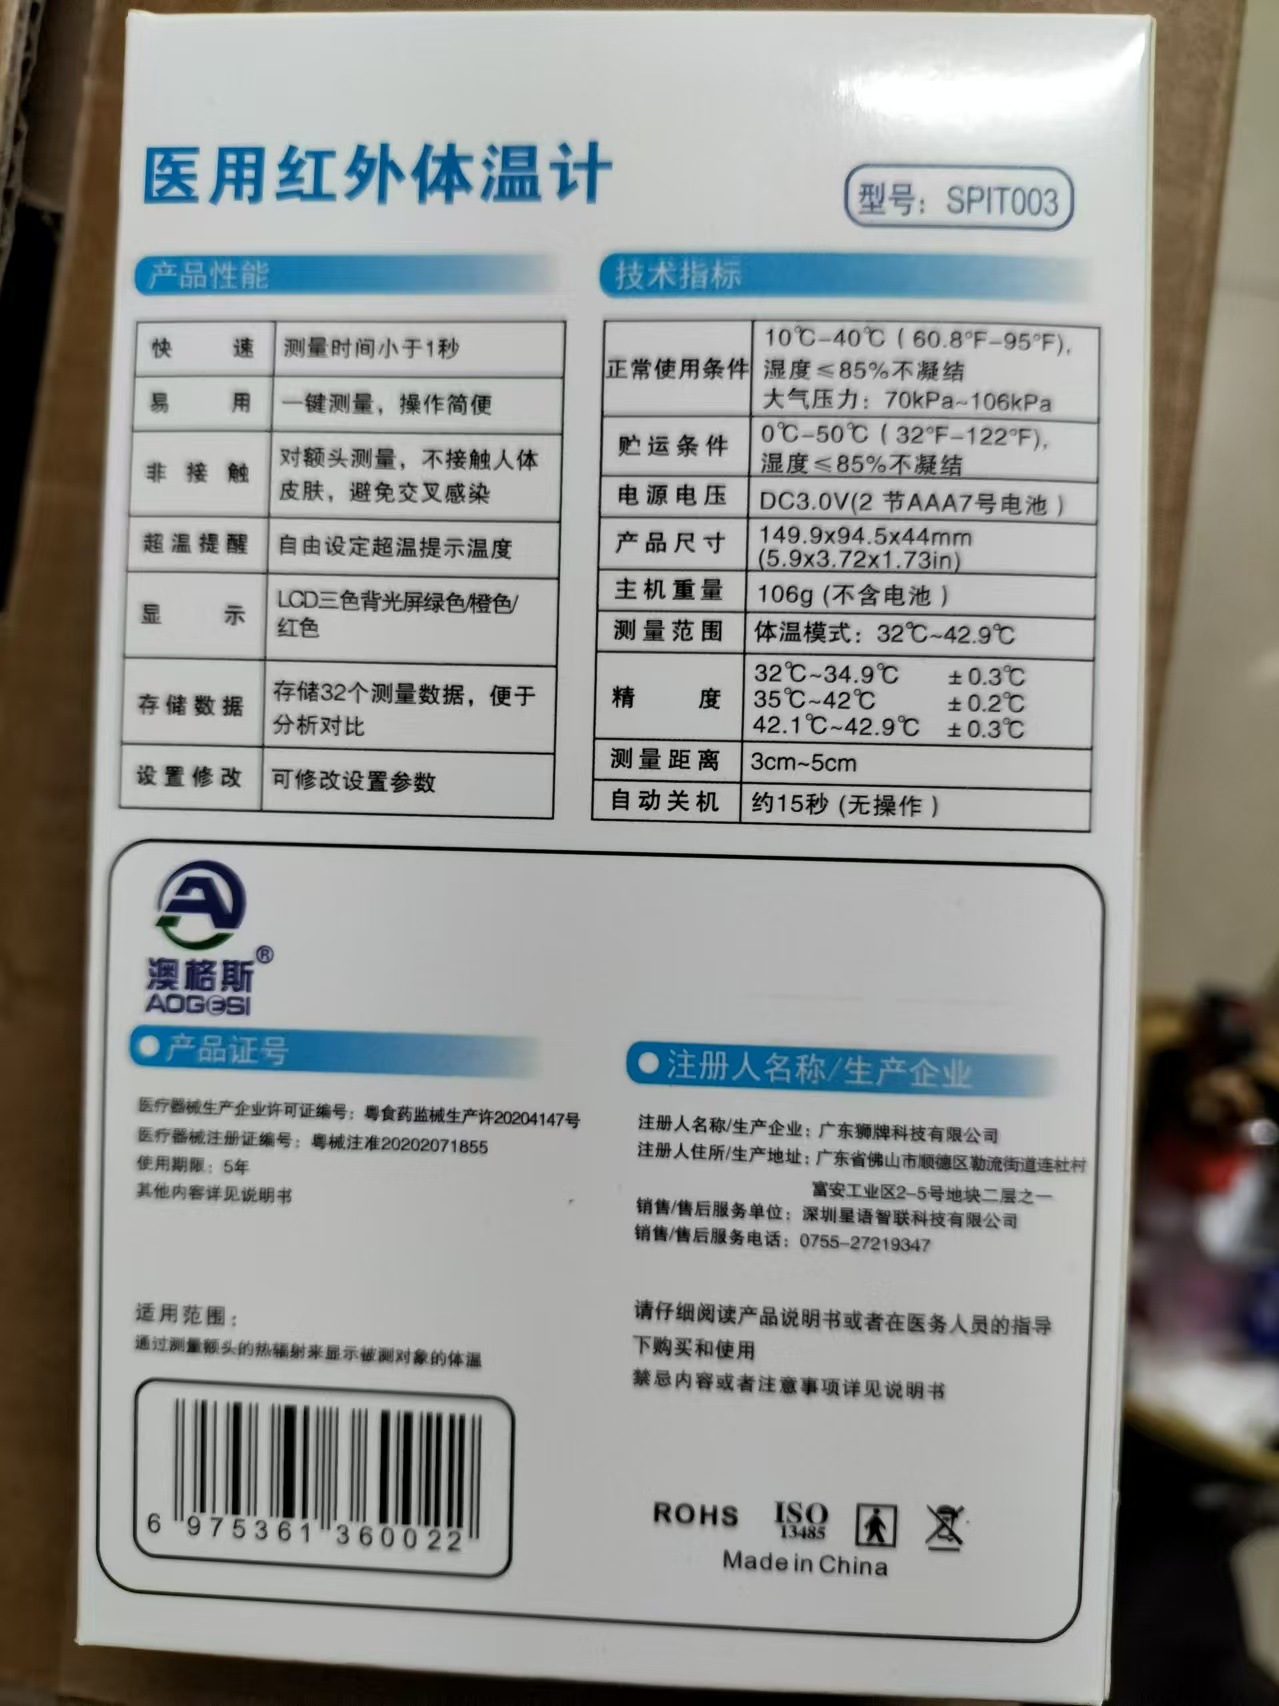 医用红外体温计
型号：SPIT003
产品性能
快 速 测量时间小于1秒
易 用 一键测量，操作简便
非接触 对额头测量，不接触人体
皮肤，避免交叉感染
超温提醒 自由设定超温提示温度
显 示 LCD三色背光屏绿色/橙色/
红色
存储数据 存储32个测量数据，便于
分析对比
设置修改 可修改设置参数
技术指标
正常使用条件 10℃-40℃（60.8°F-95°F),
湿度≤85%不凝结
大气压力：70kPa~106kPa
贮运条件 0℃-50℃（32°F-122°F),
湿度≤85%不凝结
电源电压 DC3.0V(2 节AAA7号电池）
产品尺寸 149.9x94.5x44mm
(5.9x3.72x1.73in)
主机重量 106g (不含电池）
测量范围 体温模式：32℃~42.9℃
精 度 32℃~34.9℃ ±0.3℃
35℃~42℃ ±0.2℃
42.1℃~42.9℃ ±0.3℃
测量距离 3cm~5cm
自动关机 约15秒 (无操作）
A
澳格斯®
AOGESI
产品证号
医疗器械生产企业许可证编号：粤食药监械生产许20204147号
医疗器械注册证编号：粤械注准20202071855
使用期限：5年
其他内容详见说明书
适用范围：
通过测量额头的热辐射来显示被测对象的体温
6 975361 360022
注册人名称/生产企业
注册人名称/生产企业：广东狮牌科技有限公司
注册人住所/生产地址：广东省佛山市顺德区勒流街道连杜村
富安工业区2-5号地块二层之一
销售/售后服务单位：深圳星语智联科技有限公司
销售/售后服务电话：0755-27219347
请仔细阅读产品说明书或者在医务人员的指导
下购买和使用
禁忌内容或者注意事项详见说明书
ROHS ISO
13485
Made in China